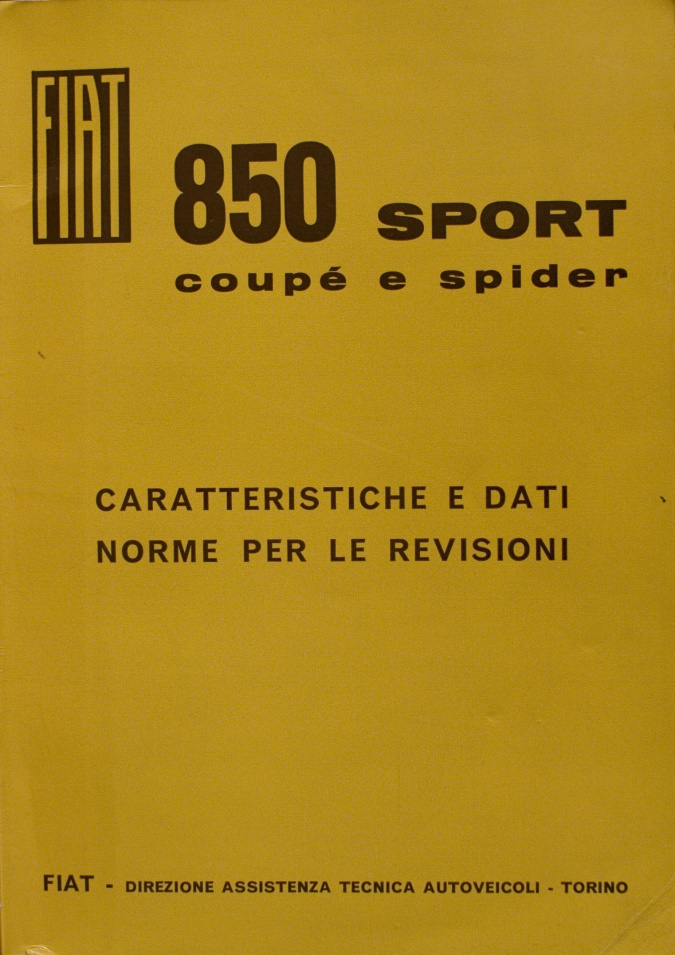 FIAT
850 SPORT
coupé e spider
CARATTERISTICHE E DATI
NORME PER LE REVISIONI
FIAT - DIREZIONE ASSISTENZA TECNICA AUTOVEICOLI - TORINO